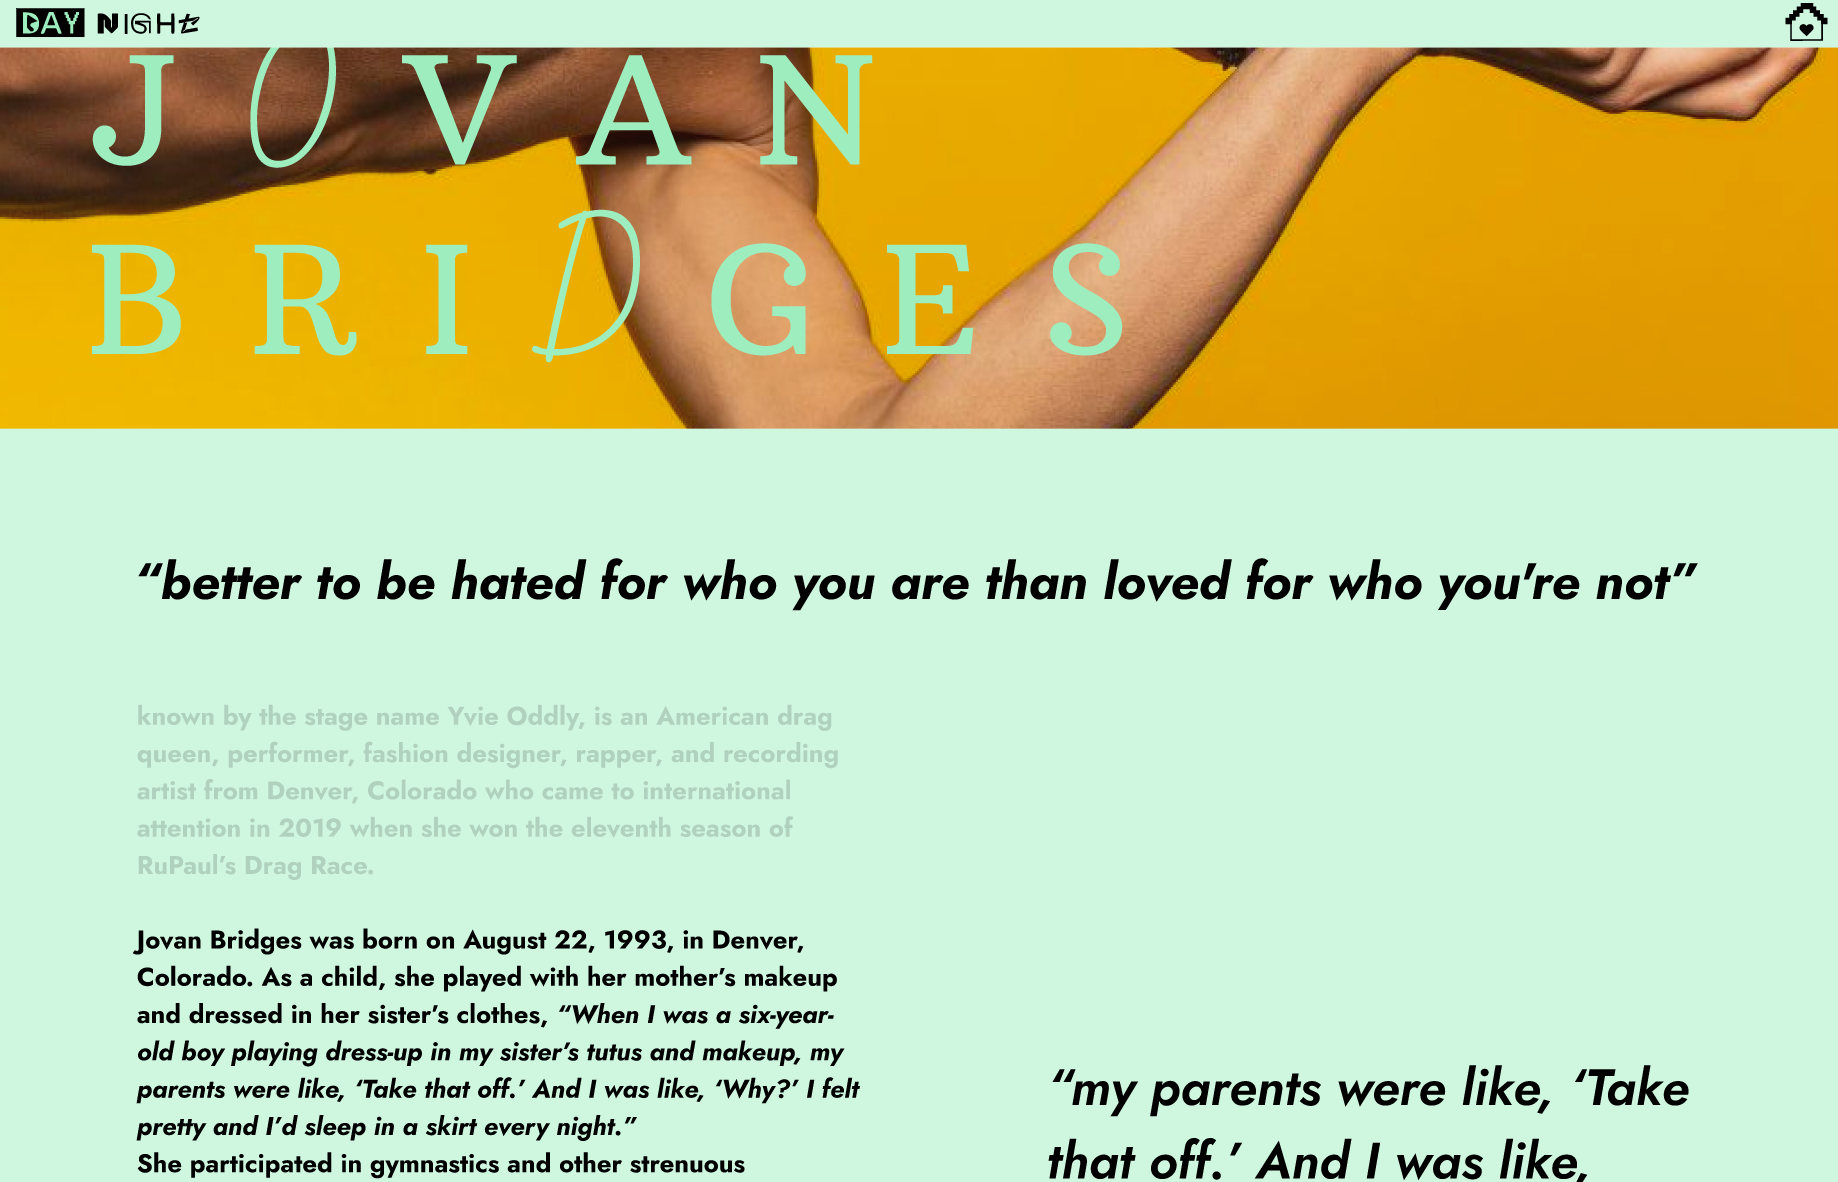 DAY NIGHt
JOVAN
BRIDGES
“better to be hated for who you are than loved for who you're not”
known by the stage name Yvie Oddly, is an American drag
queen, performer, fashion designer, rapper, and recording
artist from Denver, Colorado who came to international
attention in 2019 when she won the eleventh season of
RuPaul’s Drag Race.
Jovan Bridges was born on August 22, 1993, in Denver,
Colorado. As a child, she played with her mother’s makeup
and dressed in her sister’s clothes, “When I was a six-year-
old boy playing dress-up in my sister’s tutus and makeup, my
parents were like, ‘Take that off.’ And I was like, ‘Why?’ I felt
pretty and I’d sleep in a skirt every night.”
She participated in gymnastics and other strenuous
“my parents were like, ‘Take
that off.’ And I was like,